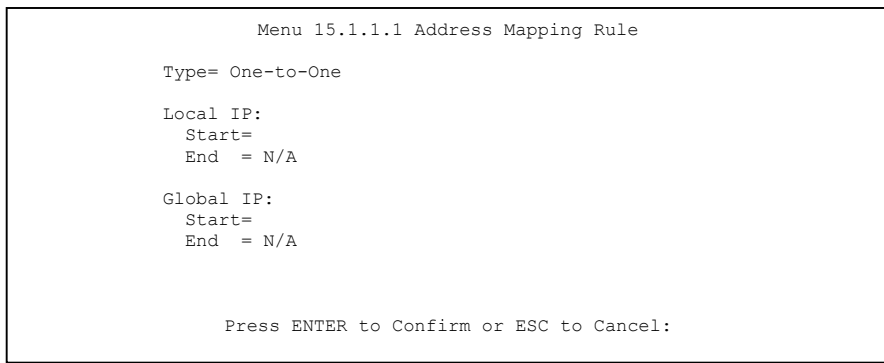 Menu 15.1.1.1 Address Mapping Rule
Type= One-to-One
Local IP:
Start=
End = N/A
Global IP:
Start=
End = N/A
Press ENTER to Confirm or ESC to Cancel: